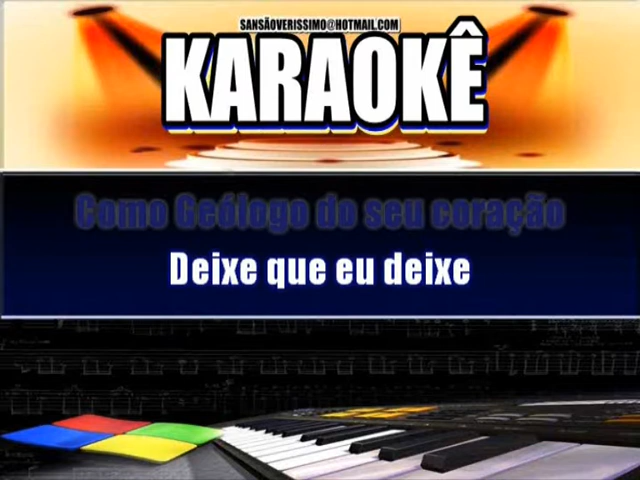 SANSÃOVERISSIMO@HOTMAIL.COM
KARAOKÊ
Como Geólogo do seu coração
Deixe que eu deixe